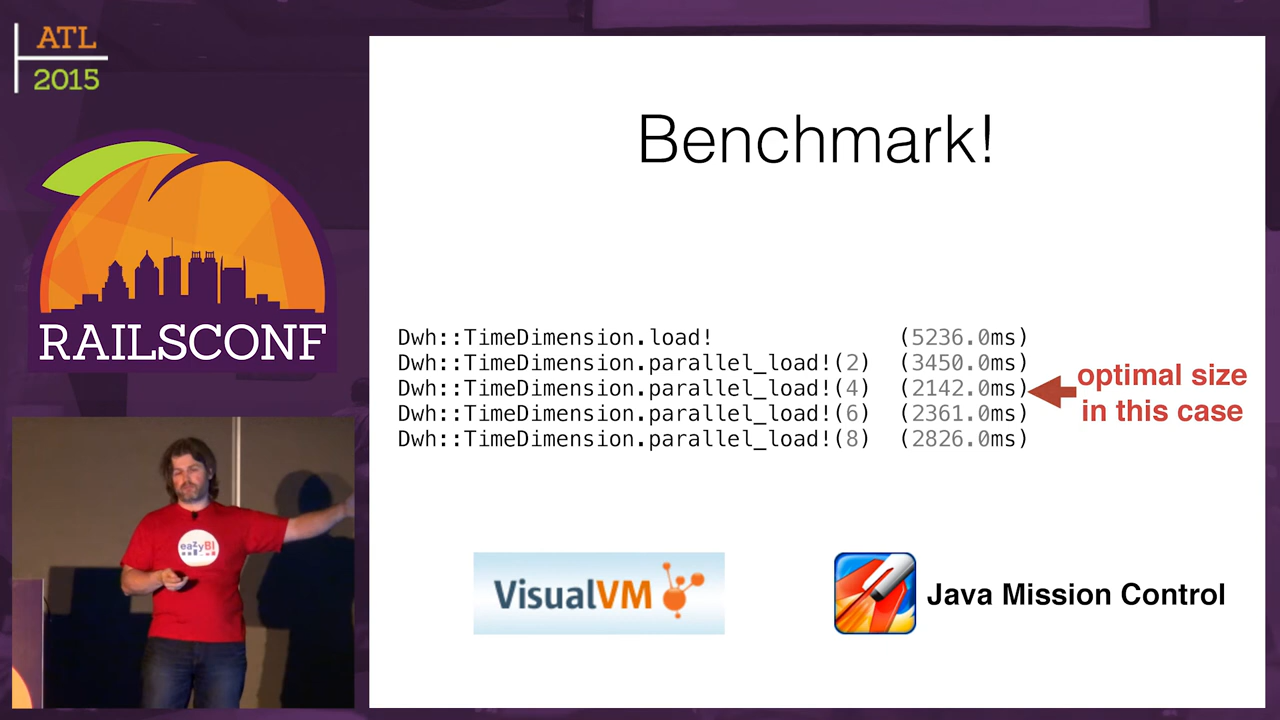 ATL
2015
RAILSCONF
eazyBI
Benchmark!
Dwh::TimeDimension.load! (5236.0ms)
Dwh::TimeDimension.parallel_load!(2) (3450.0ms)
Dwh::TimeDimension.parallel_load!(4) (2142.0ms)
Dwh::TimeDimension.parallel_load!(6) (2361.0ms)
Dwh::TimeDimension.parallel_load!(8) (2826.0ms)
optimal size
in this case
VisualVM
Java Mission Control